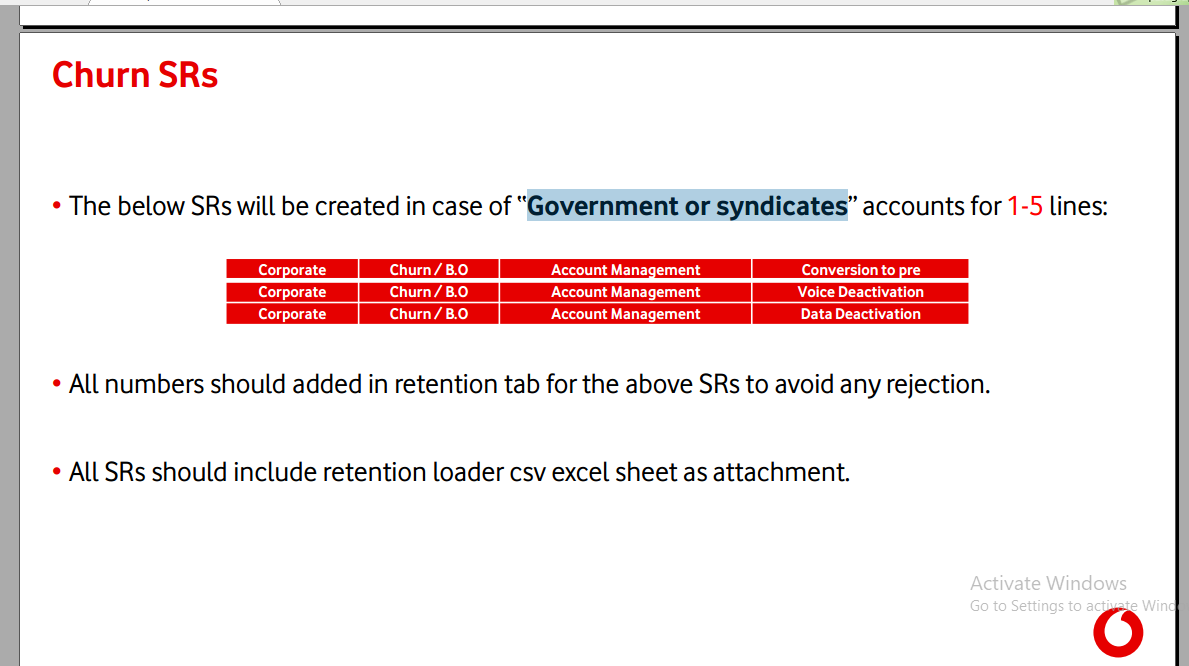 Churn SRs
• The below SRs will be created in case of “Government or syndicates” accounts for 1-5 lines:
Corporate Churn / B.O Account Management Conversion to pre
Corporate Churn / B.O Account Management Voice Deactivation
Corporate Churn / B.O Account Management Data Deactivation
• All numbers should added in retention tab for the above SRs to avoid any rejection.
• All SRs should include retention loader csv excel sheet as attachment.
Activate Windows
Go to Settings to activate Wind